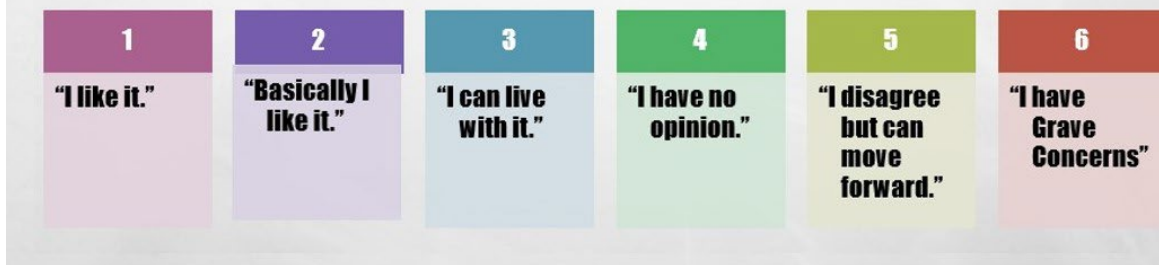 1
“I like it.”
2
“Basically I
like it.”
3
“I can live
with it.”
4
“I have no
opinion.”
5
“I disagree
but can
move
forward.”
6
“I have
Grave
Concerns”